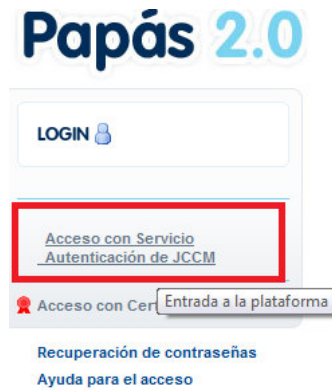 Papás 2.0
LOGIN
Acceso con Servicio
Autenticación de JCCM
Acceso con Cer
Entrada a la plataforma
Recuperación de contraseñas
Ayuda para el acceso